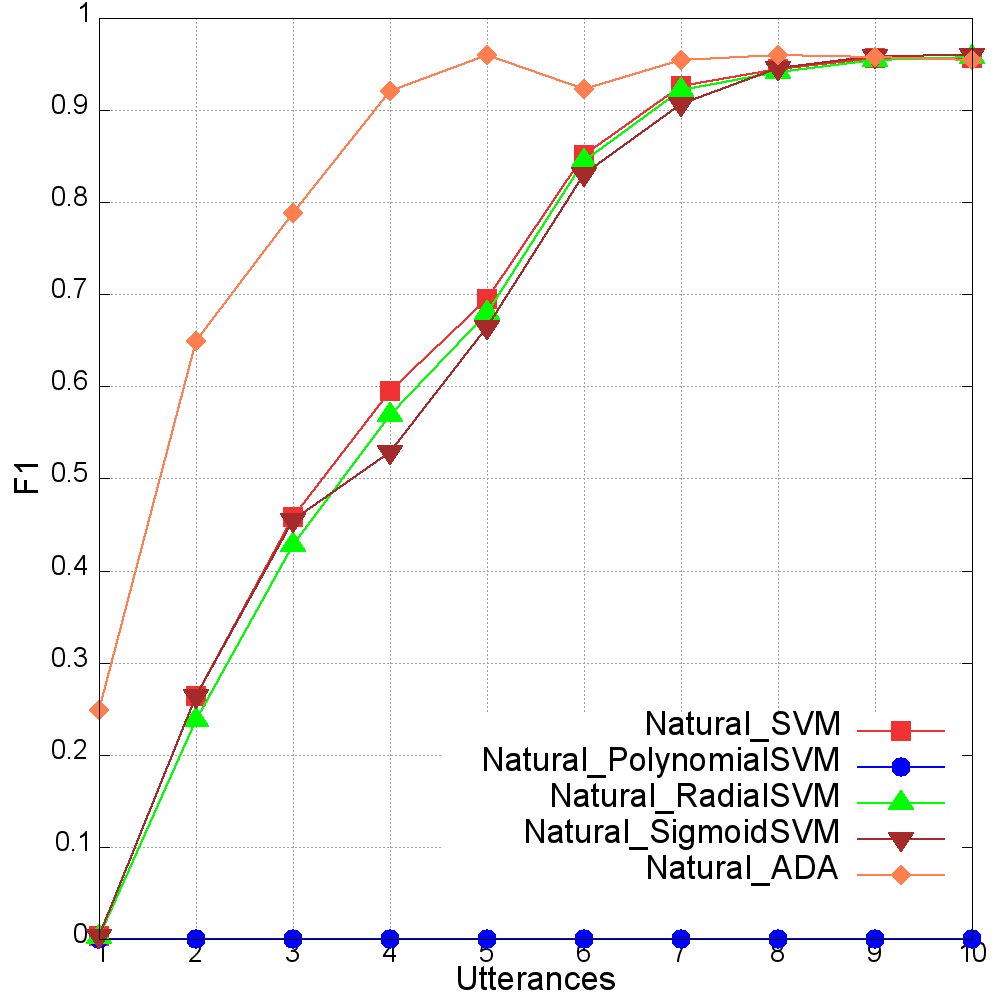 1
0.9
0.8
0.7
0.6
0.5
0.4
0.3
0.2
0.1
0
F1
Natural_SVM
Natural_PolynomialSVM
Natural_RadialSVM
Natural_SigmoidSVM
Natural_ADA
1 2 3 4 5 6 7 8 9 10
Utterances